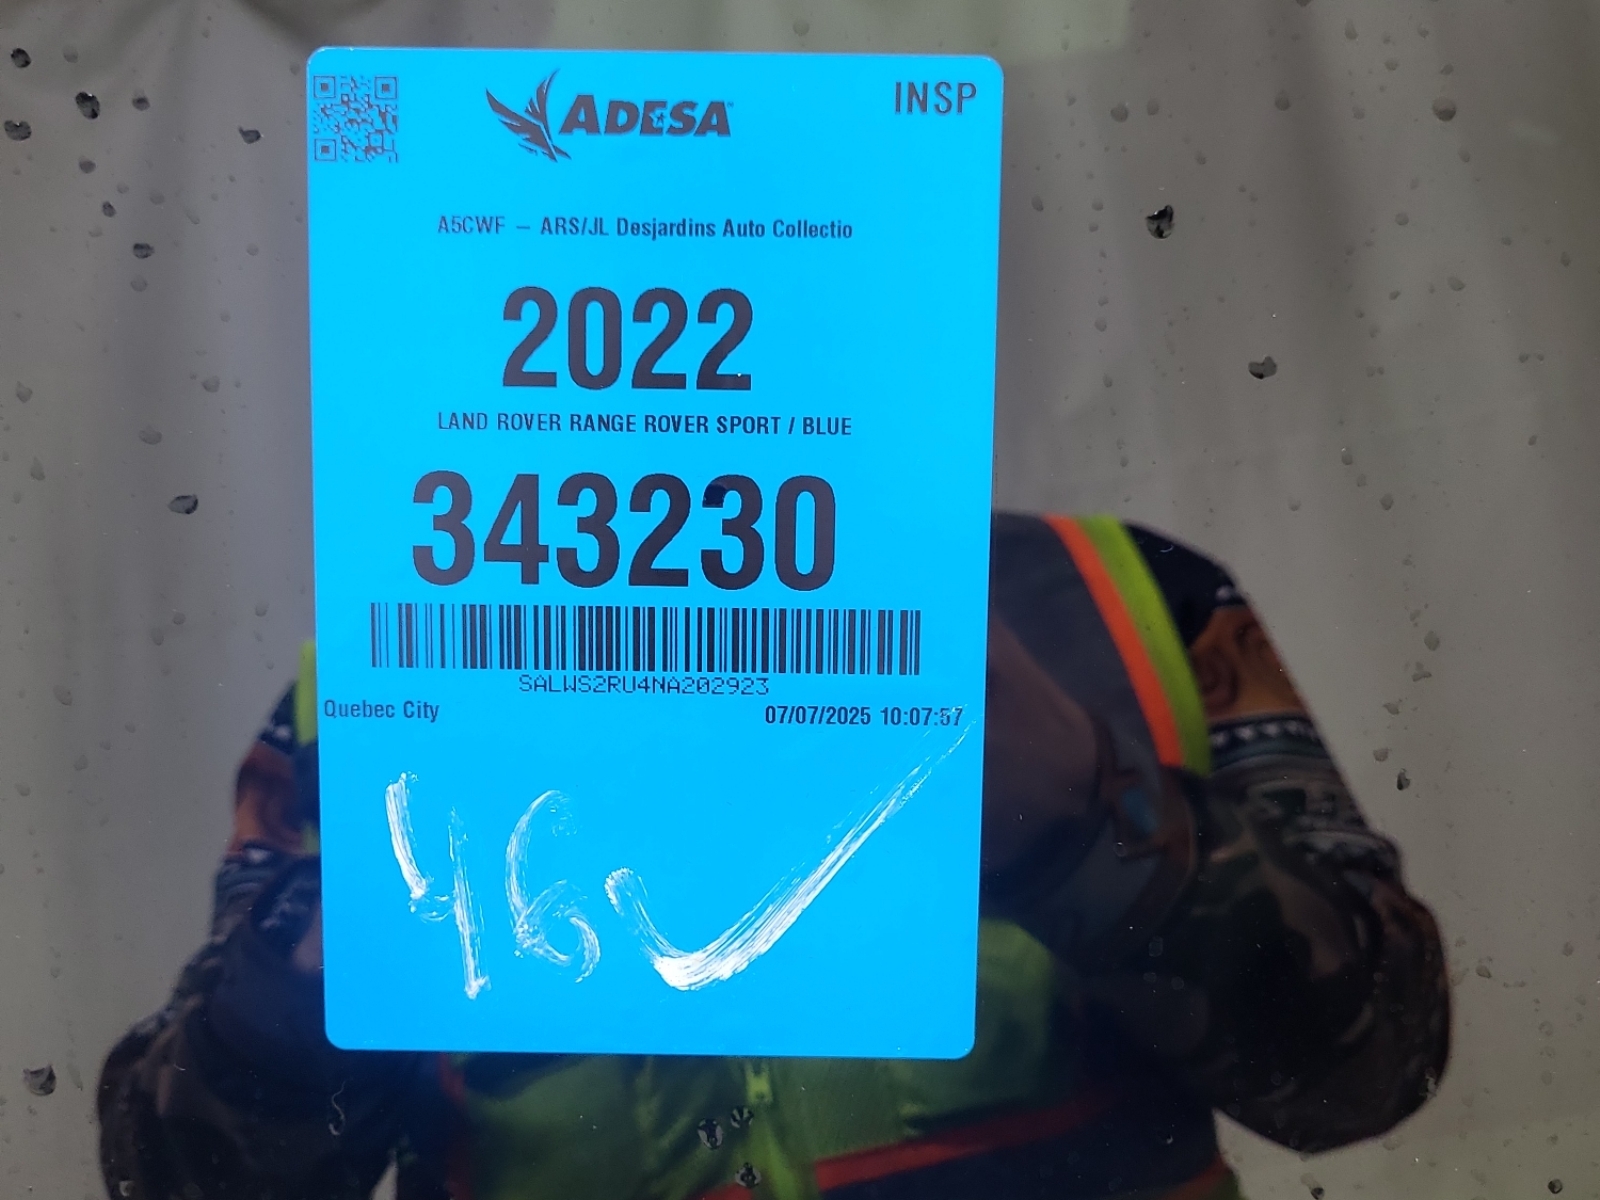 ADESA
INSP
A5CWF – ARS/JL Desjardins Auto Collectio
2022
LAND ROVER RANGE ROVER SPORT / BLUE
343230
SALWS2RU4NA202923
Quebec City
07/07/2025 10:07:57
46